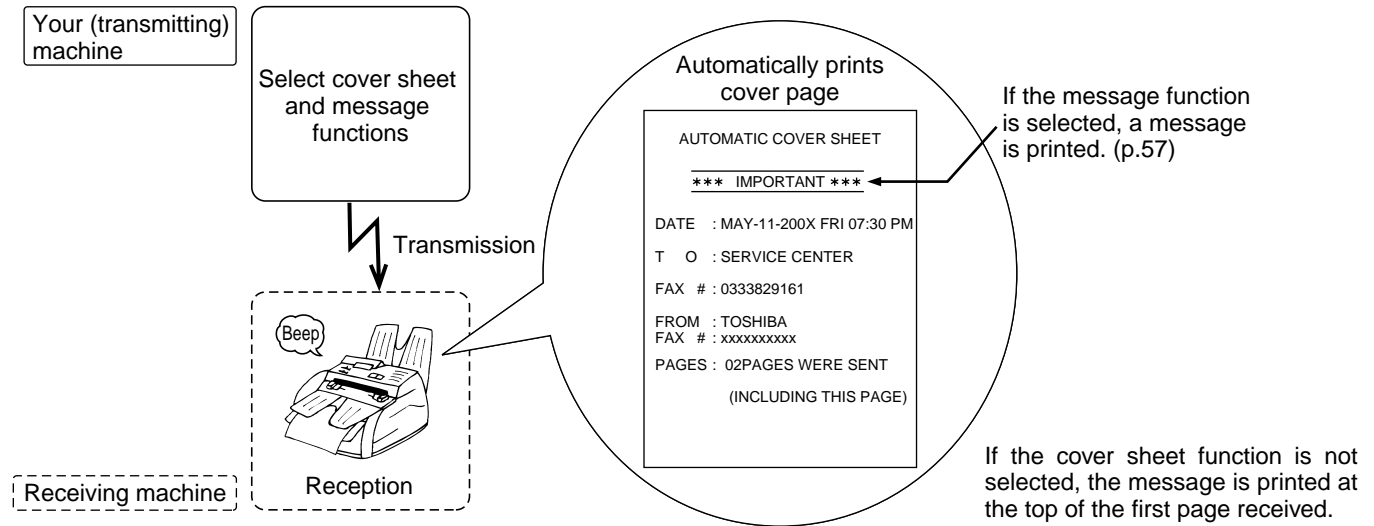 Your (transmitting)
machine
Select cover sheet
and message
functions
Transmission
Beep
Reception
Receiving machine
Automatically prints
cover page
AUTOMATIC COVER SHEET
*** IMPORTANT ***
DATE : MAY-11-200X FRI 07:30 PM
T O : SERVICE CENTER
FAX # : 0333829161
FROM : TOSHIBA
FAX # : xxxxxxxxxx
PAGES : 02PAGES WERE SENT
(INCLUDING THIS PAGE)
If the message function
is selected, a message
is printed. (p.57)
If the cover sheet function is not
selected, the message is printed at
the top of the first page received.